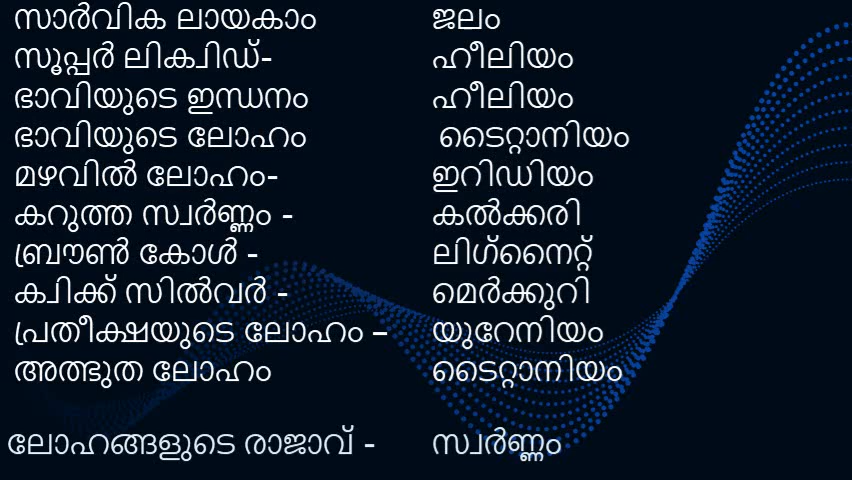 സാർവിക ലായകാം ജലം
സൂപ്പർ ലിക്വിഡ്- ഹീലിയം
ഭാവിയുടെ ഇന്ധനം ഹീലിയം
ഭാവിയുടെ ലോഹം ടൈറ്റാനിയം
മഴവിൽ ലോഹം- ഇറിഡിയം
കറുത്ത സ്വർണ്ണം - കൽക്കരി
ബ്രൗൺ കോൾ - ലിഗ്നൈറ്റ്
ക്വിക്ക് സിൽവർ - മെർക്കുറി
പ്രതീക്ഷയുടെ ലോഹം – യുറേനിയം
അത്ഭുത ലോഹം ടൈറ്റാനിയം
ലോഹങ്ങളുടെ രാജാവ് - സ്വർണ്ണം